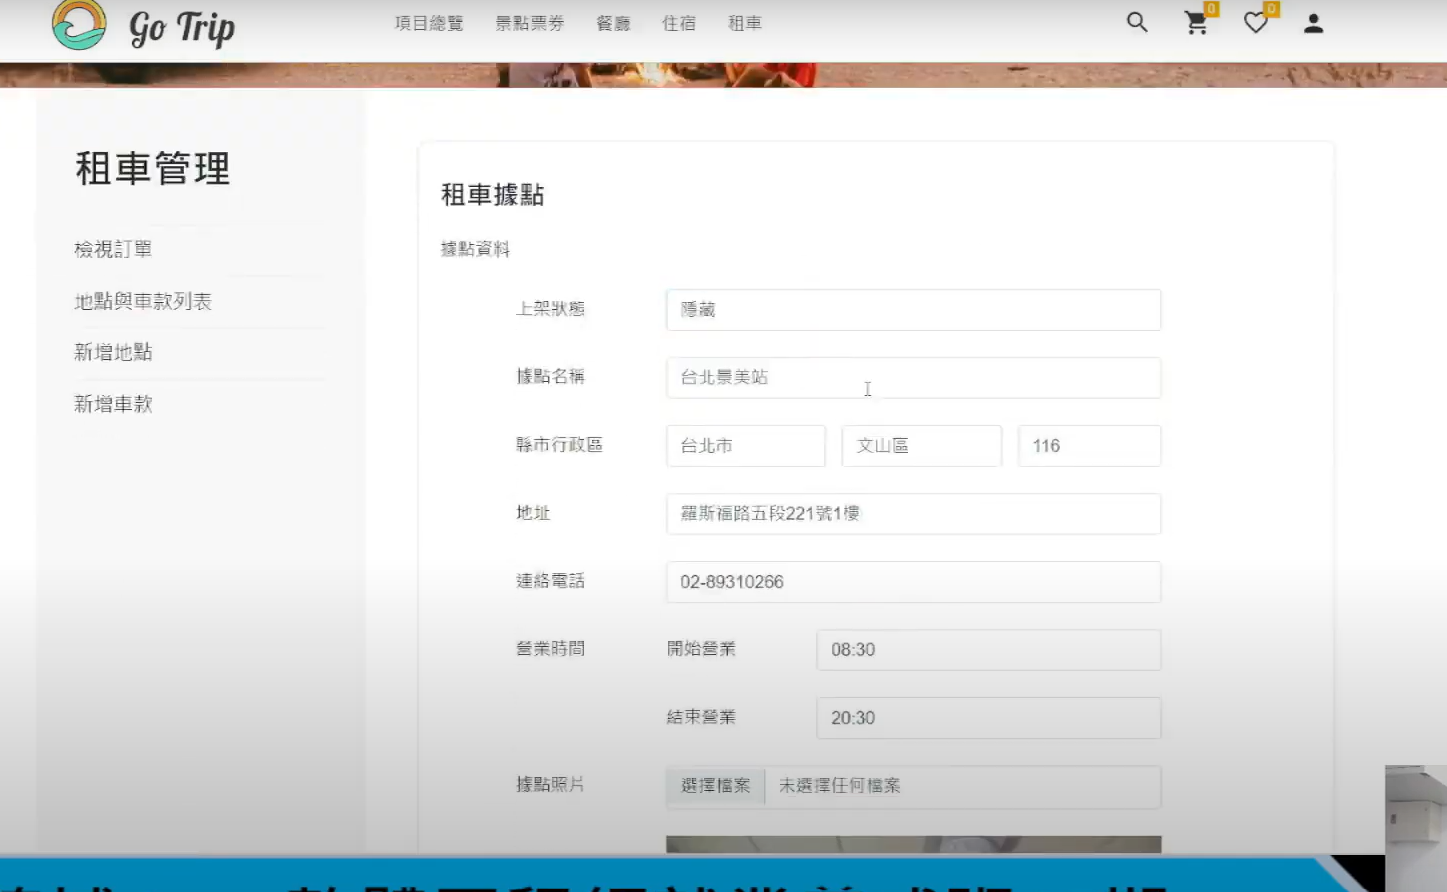 Go Trip
項目總覽 景點票券 餐廳 住宿 租車
0 0
租車管理
檢視訂單
地點與車款列表
新增地點
新增車款
租車據點
據點資料
上架狀態 隱藏
據點名稱 台北景美站
縣市行政區 台北市 文山區 116
地址 羅斯福路五段221號1樓
連絡電話 02-89310266
營業時間 開始營業 08:30
結束營業 20:30
據點照片 選擇檔案 未選擇任何檔案